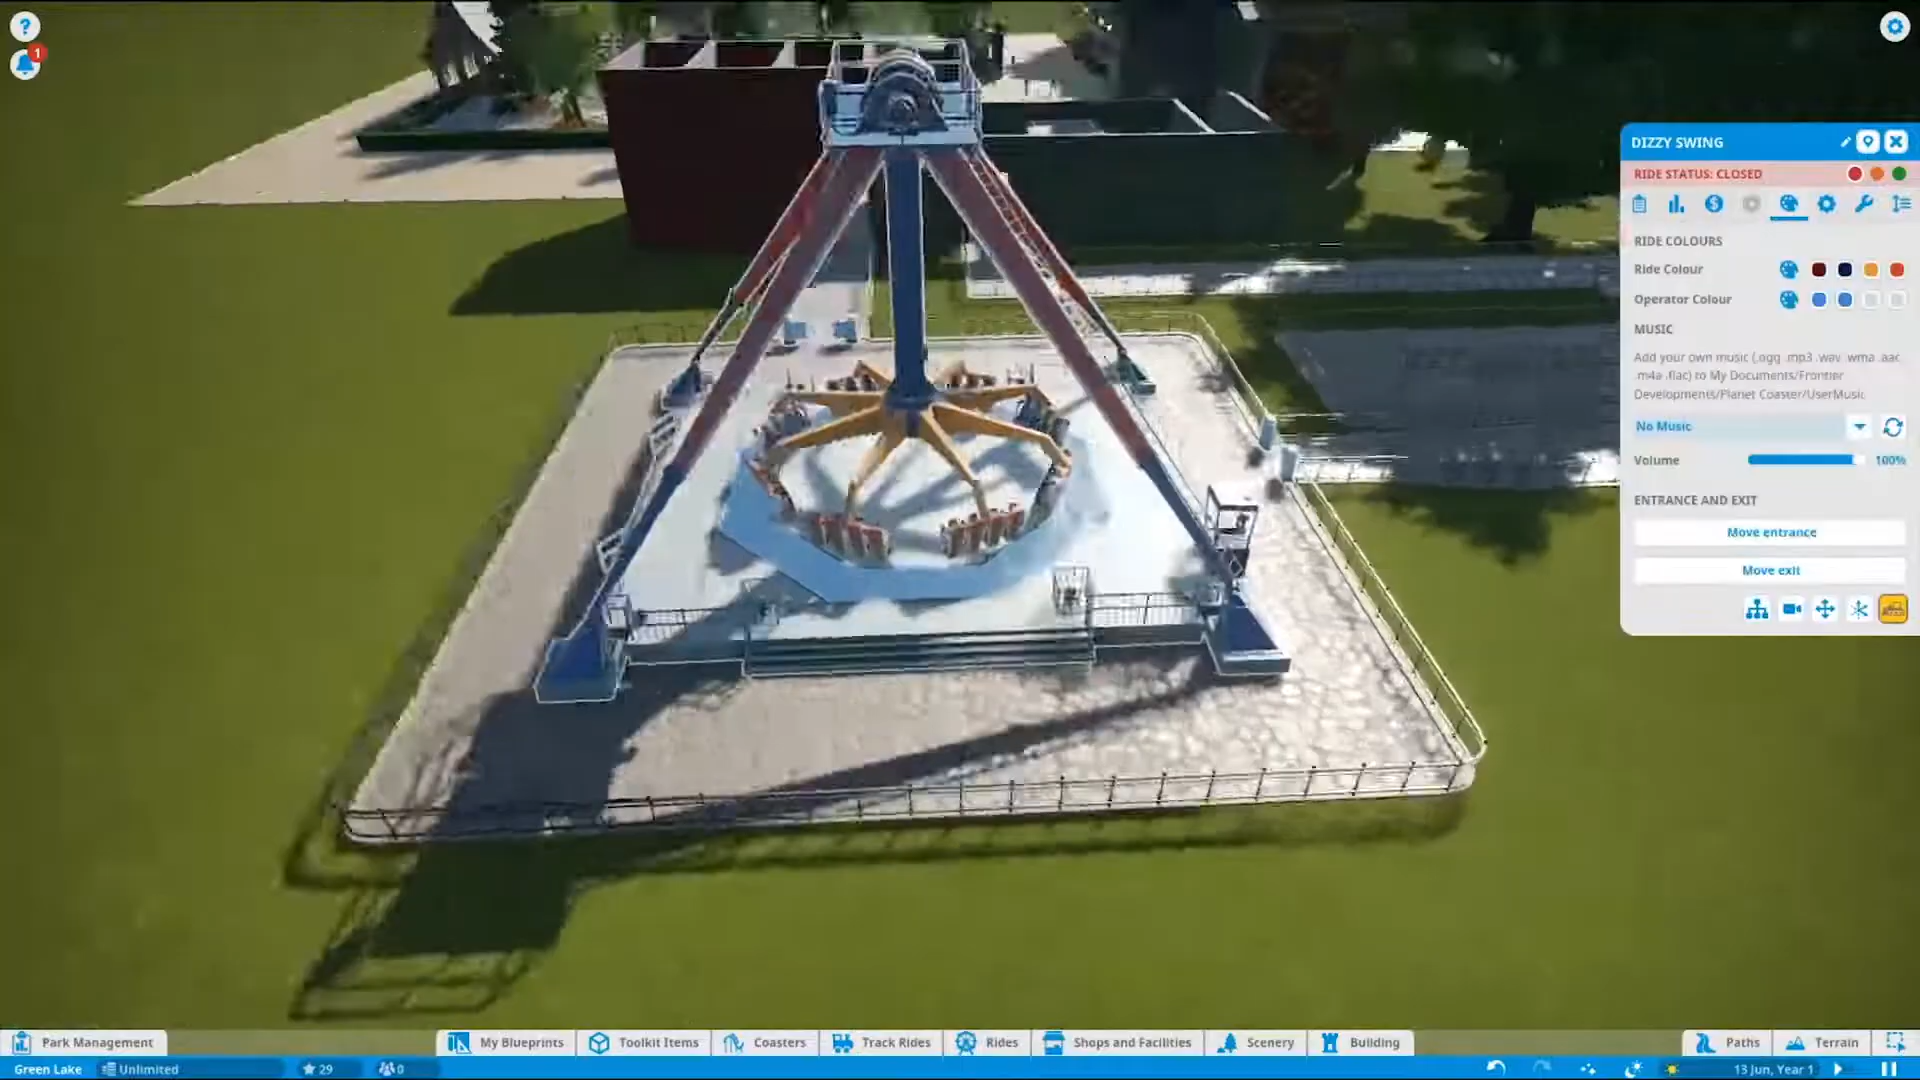 ?
1
DIZZY SWING
RIDE STATUS: CLOSED
RIDE COLOURS
Ride Colour
Operator Colour
MUSIC
Add your own music (.ogg .mp3 .wav .wma .aac
.m4a .flac) to My Documents/Frontier
Developments/Planet Coaster/UserMusic
No Music
Volume 100%
ENTRANCE AND EXIT
Move entrance
Move exit
Park Management
My Blueprints
Toolkit Items
Coasters
Track Rides
Rides
Shops and Facilities
Scenery
Building
Paths
Terrain
Green Lake
Unlimited
29
0
13 Jun, Year 1